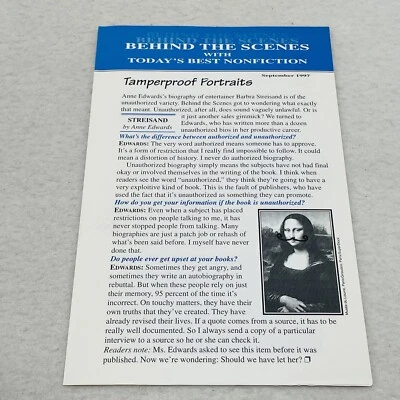 BEHIND THE SCENES
BEHIND THE SCENES
WITH
TODAY'S BEST NONFICTION
September 1997
Tamperproof Portraits
Anne Edwards's biography of entertainer Barbra Streisand is of the
unauthorized variety. Behind the Scenes got to wondering what exactly
that meant. Unauthorized, after all, does sound vaguely unlawful. Or is
it just another sales gimmick? We turned to
STREISAND
Edwards, who has written more than a dozen
by Anne Edwards
unauthorized bios in her productive career.
What's the difference between authorized and unauthorized?
EDWARDS: The very word authorized means someone has to approve.
It's a form of restriction that I really find impossible to follow. It could
mean a distortion of history. I never do authorized biography.
Unauthorized biography simply means the subjects have not had final
okay or involved themselves in the writing of the book. I think when
readers see the word "unauthorized," they think they're going to have a
very exploitive kind of book. This is the fault of publishers, who have
used the fact that it's unauthorized as something they can promote.
How do you get your information if the book is unauthorized?
EDWARDS: Even when a subject has placed
restrictions on people talking to me, it has
never stopped people from talking. Many
biographies are just a patch job or rehash of
what's been said before. I myself have never
done that.
Do people ever get upset at your books?
EDWARDS: Sometimes they get angry, and
sometimes they write an autobiography in
rebuttal. But when these people rely on just
their memory, 95 percent of the time it's
incorrect. On touchy matters, they have their
own truths that they've created. They have
already revised their lives. If a quote comes from a source, it has to be
really well documented. So I always send a copy of a particular
interview to a source so he or she can check it.
Readers note: Ms. Edwards asked to see this item before it was
published. Now we're wondering: Should we have let her?